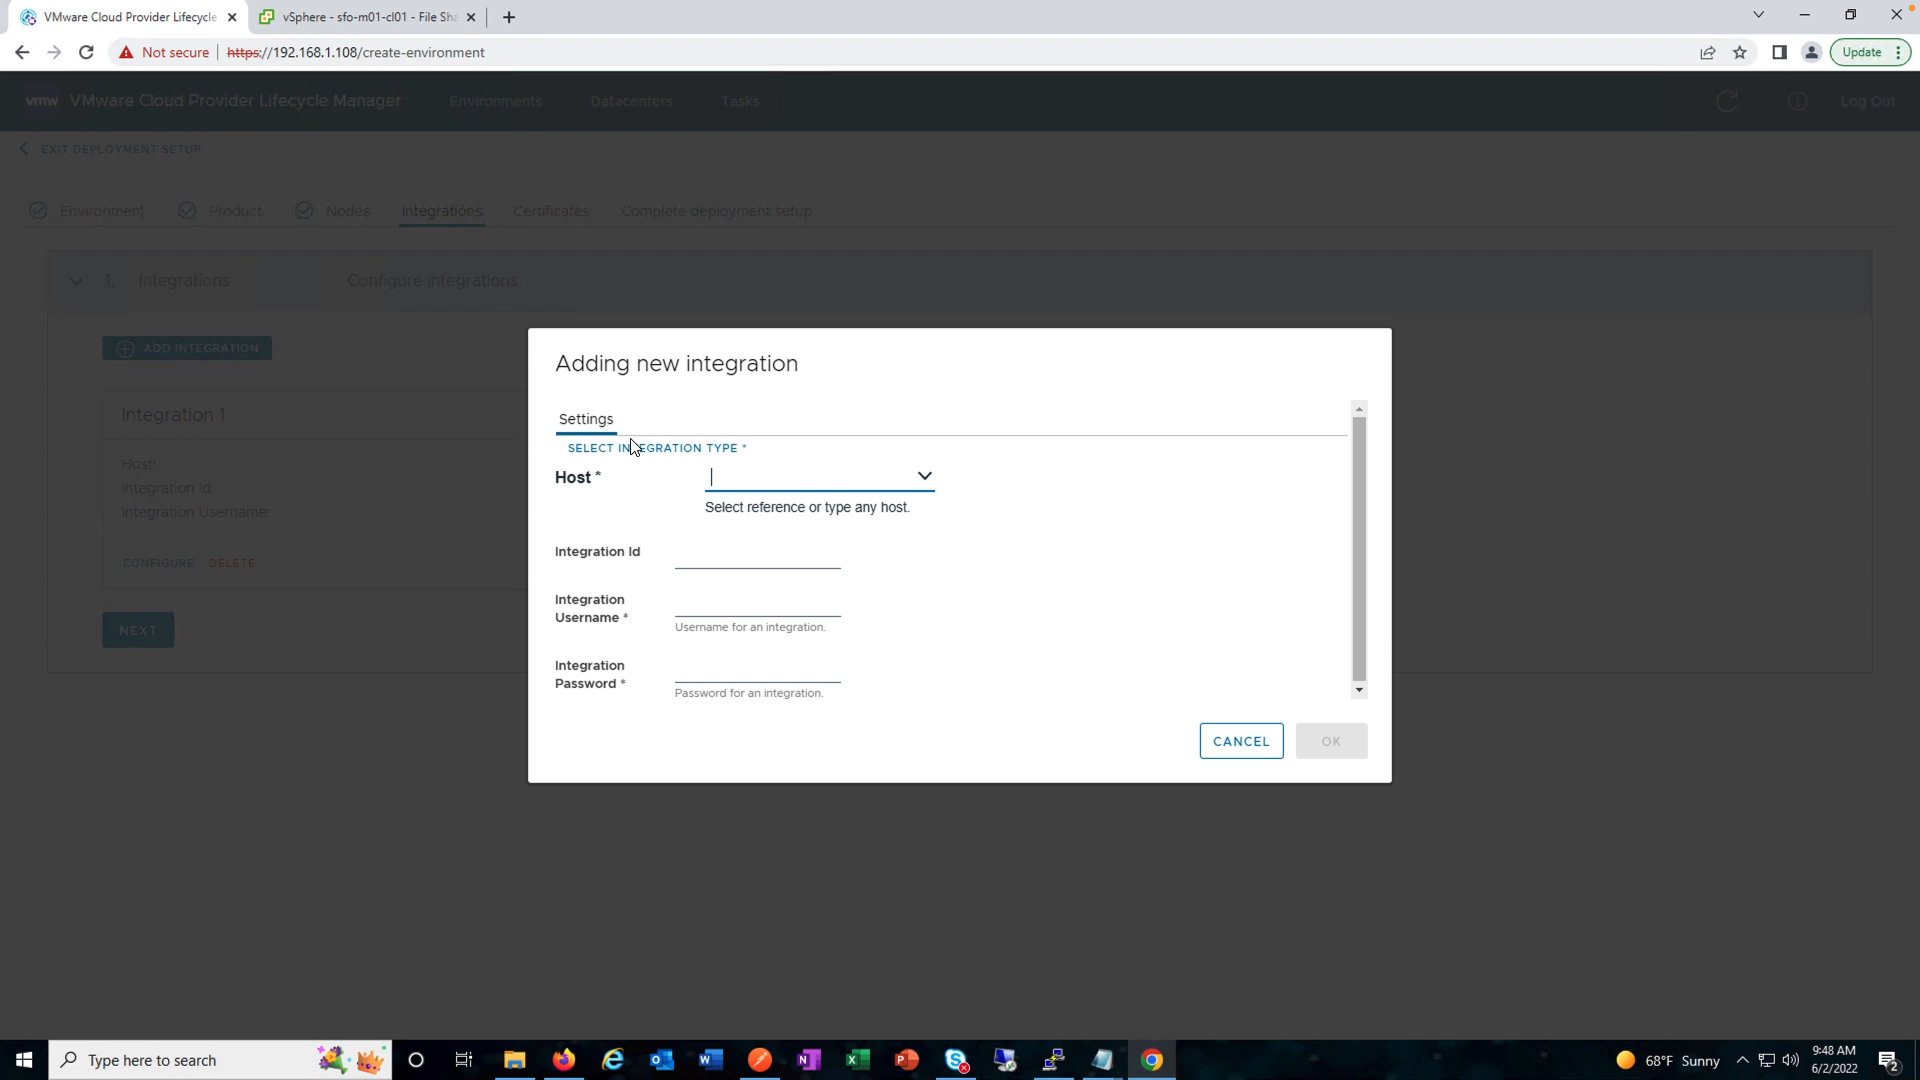 VMware Cloud Provider Lifecycle
vSphere - sfo-m01-cl01 - File Sha
Not secure
https://192.168.1.108/create-environment
Update
vmw VMware Cloud Provider Lifecycle Manager
Environments
Datacenters
Tasks
Log Out
EXIT DEPLOYMENT SETUP
Environment
Product
Nodes
Integrations
Certificates
Complete deployment setup
1. Integrations
Configure integrations.
ADD INTEGRATION
Integration 1
Host:
Integration Id:
Integration Username:
CONFIGURE DELETE
NEXT
Adding new integration
Settings
SELECT INTEGRATION TYPE *
Host *
Select reference or type any host.
Integration Id
Integration
Username *
Username for an integration.
Integration
Password *
Password for an integration.
CANCEL
OK
Type here to search
68°F Sunny
9:48 AM
6/2/2022
2